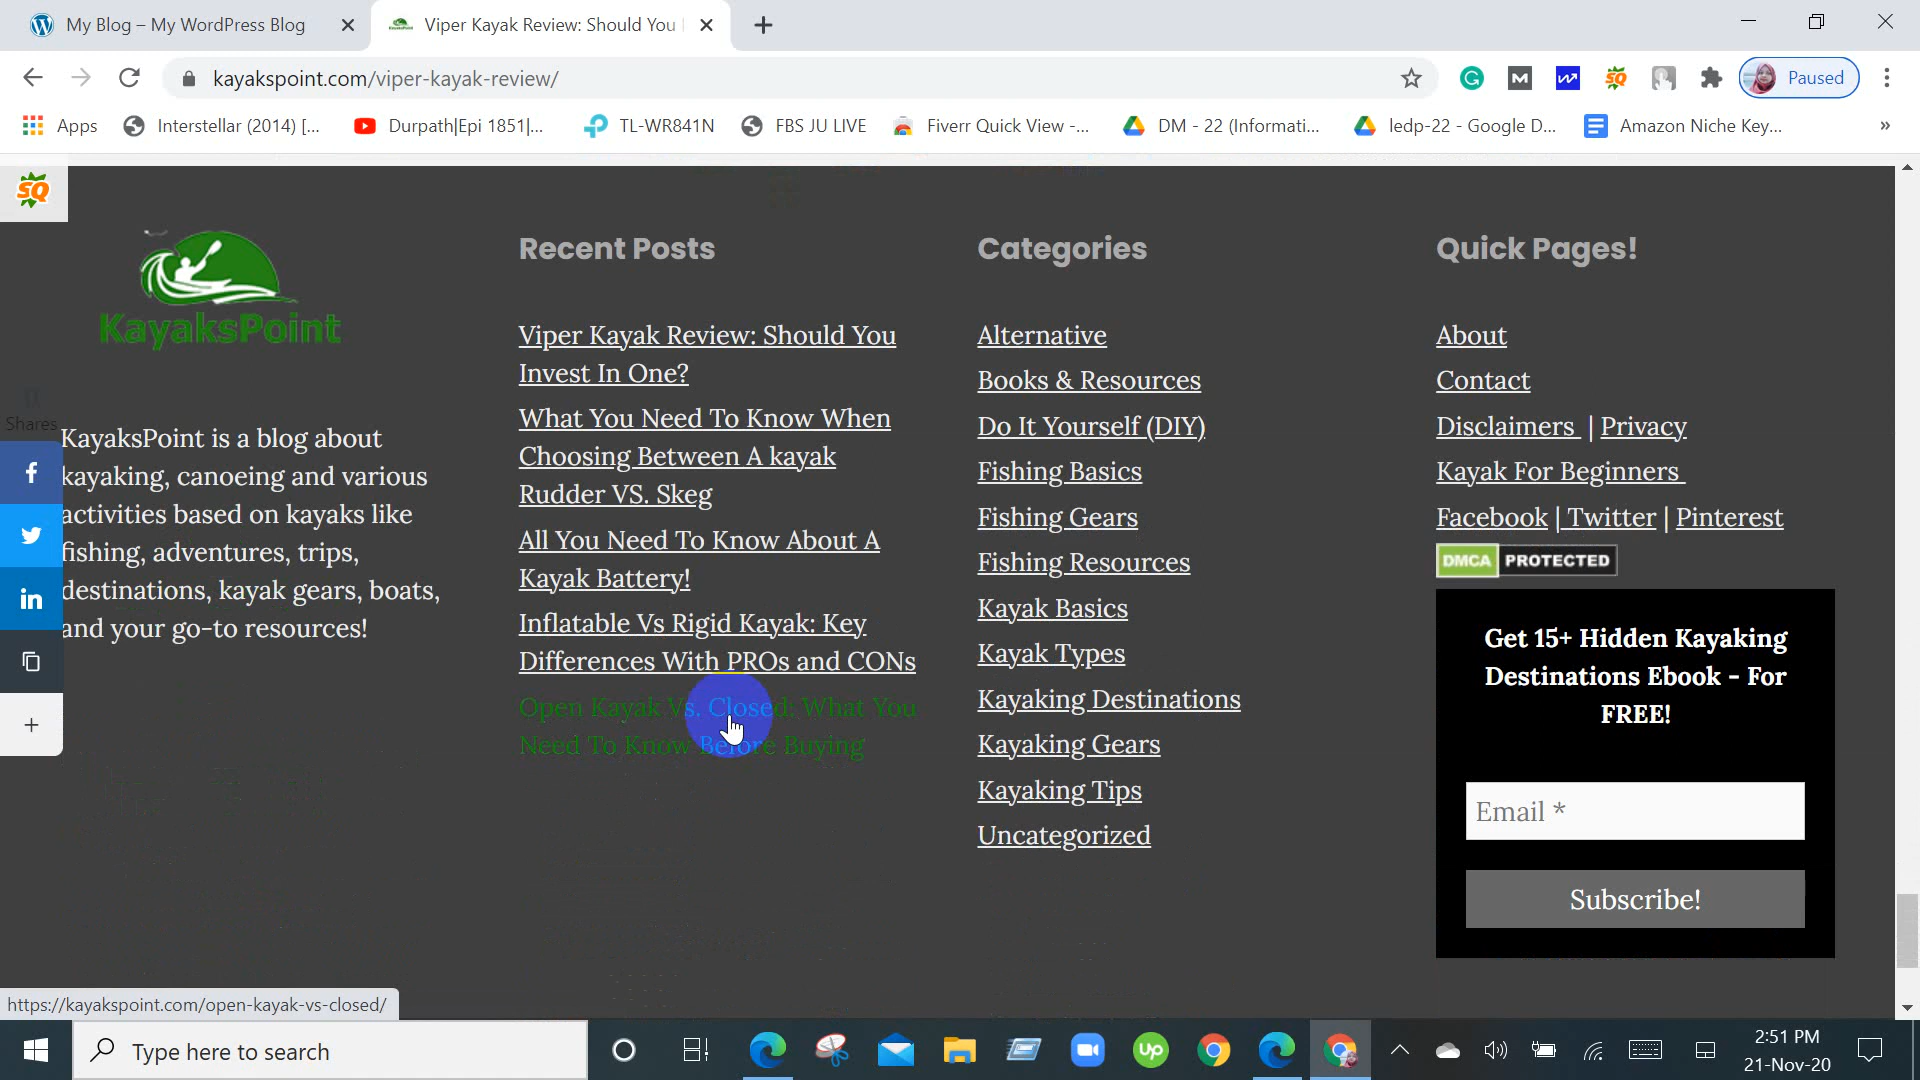 My Blog – My WordPress Blog
Viper Kayak Review: Should You
kayakspoint.com/viper-kayak-review/
Paused
Apps
Interstellar (2014) [...
Durpath|Epi 1851|...
TL-WR841N
FBS JU LIVE
Fiverr Quick View -...
DM - 22 (Informati...
ledp-22 - Google D...
Amazon Niche Key...
»
SQ
KayaksPoint
Shares
KayaksPoint is a blog about
kayaking, canoeing and various
activities based on kayaks like
fishing, adventures, trips,
destinations, kayak gears, boats,
and your go-to resources!
Recent Posts
Viper Kayak Review: Should You
Invest In One?
What You Need To Know When
Choosing Between A kayak
Rudder VS. Skeg
All You Need To Know About A
Kayak Battery!
Inflatable Vs Rigid Kayak: Key
Differences With PROs and CONs
Open Kayak Vs. Closed: What You
Need To Know Before Buying
Categories
Alternative
Books & Resources
Do It Yourself (DIY)
Fishing Basics
Fishing Gears
Fishing Resources
Kayak Basics
Kayak Types
Kayaking Destinations
Kayaking Gears
Kayaking Tips
Uncategorized
Quick Pages!
About
Contact
Disclaimers | Privacy
Kayak For Beginners
Facebook | Twitter | Pinterest
DMCA PROTECTED
Get 15+ Hidden Kayaking
Destinations Ebook - For
FREE!
Email *
Subscribe!
https://kayakspoint.com/open-kayak-vs-closed/
Type here to search
2:51 PM
21-Nov-20